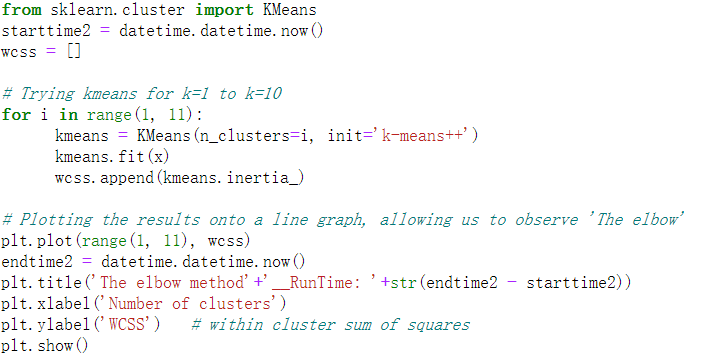 from sklearn.cluster import KMeans
starttime2 = datetime.datetime.now()
wcss = []

# Trying kmeans for k=1 to k=10
for i in range(1, 11):
    kmeans = KMeans(n_clusters=i, init='k-means++')
    kmeans.fit(x)
    wcss.append(kmeans.inertia_)

# Plotting the results onto a line graph, allowing us to observe 'The elbow'
plt.plot(range(1, 11), wcss)
endtime2 = datetime.datetime.now()
plt.title('The elbow method'+'__RunTime: '+str(endtime2 - starttime2))
plt.xlabel('Number of clusters')
plt.ylabel('WCSS')   # within cluster sum of squares
plt.show()